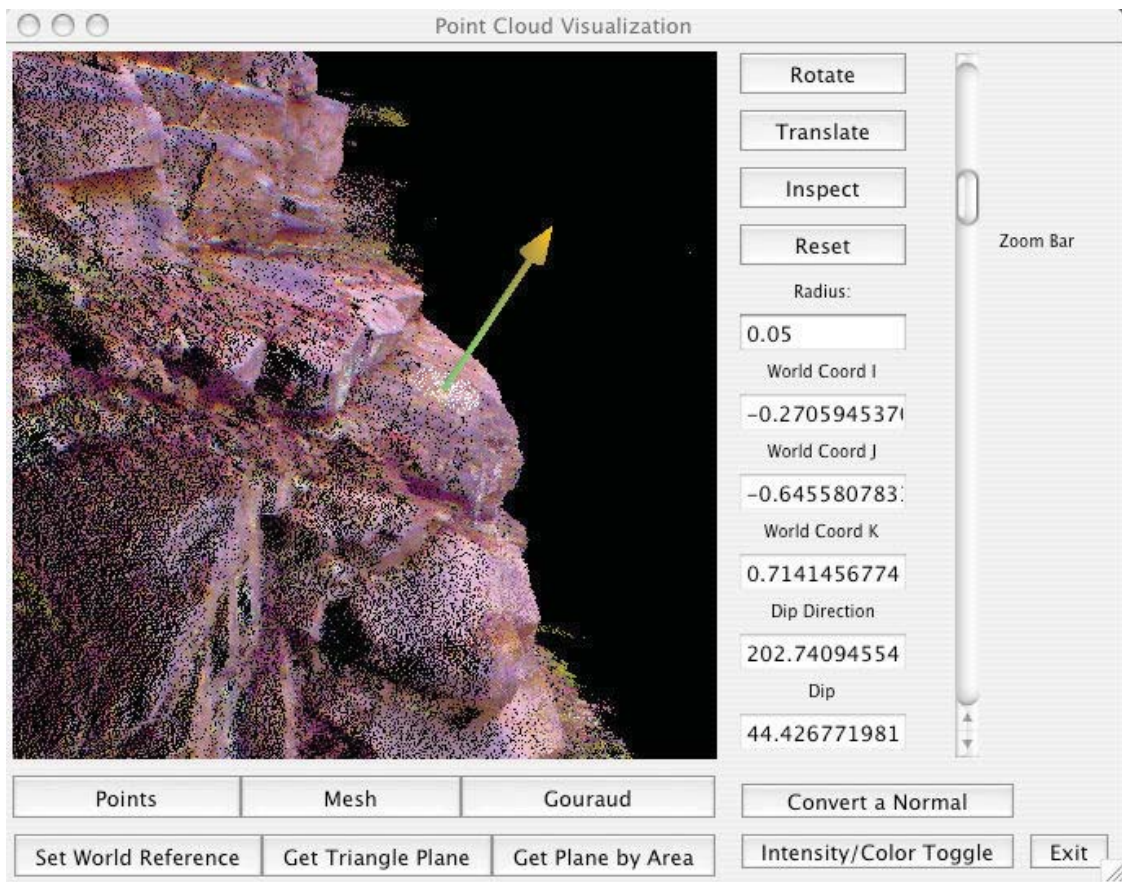 Point Cloud Visualization
Rotate
Translate
Inspect
Reset
Zoom Bar
Radius:
0.05
World Coord I
-0.270594537
World Coord J
-0.645580783
World Coord K
0.7141456774
Dip Direction
202.74094554
Dip
44.426771981
Points
Mesh
Gouraud
Convert a Normal
Set World Reference
Get Triangle Plane
Get Plane by Area
Intensity/Color Toggle
Exit